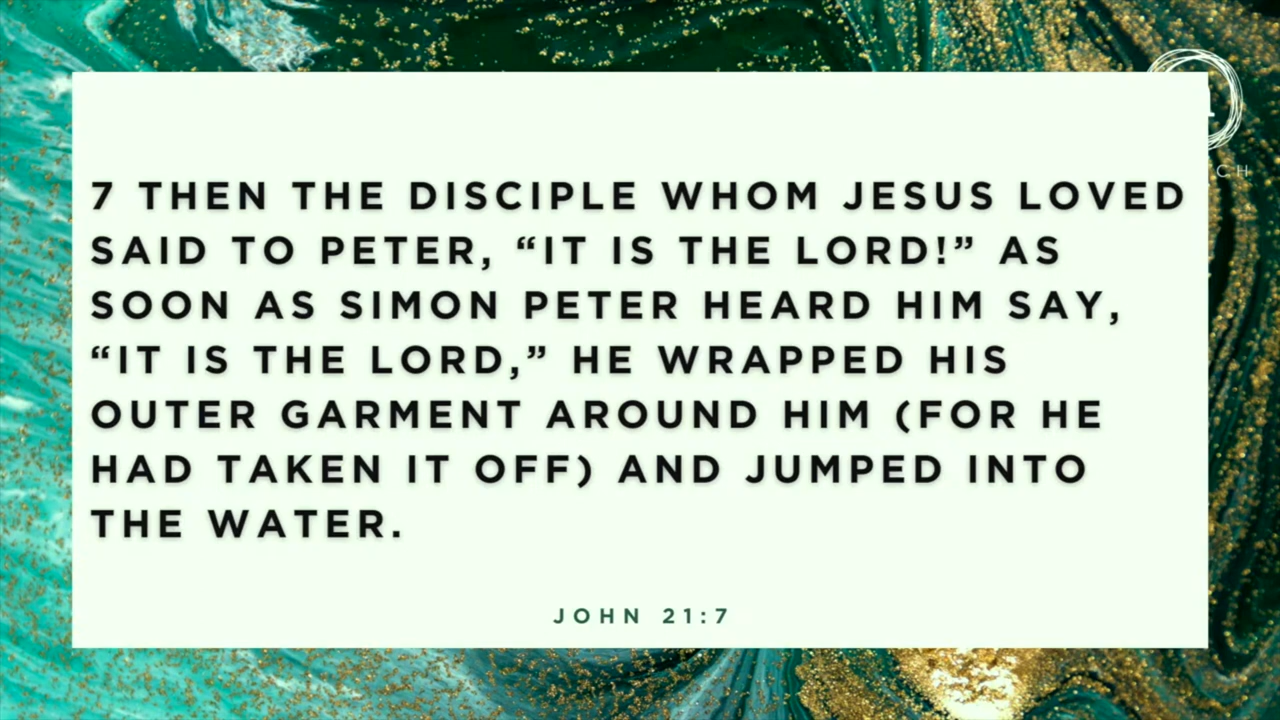 7 THEN THE DISCIPLE WHOM JESUS LOVED
SAID TO PETER, “IT IS THE LORD!” AS
SOON AS SIMON PETER HEARD HIM SAY,
“IT IS THE LORD,” HE WRAPPED HIS
OUTER GARMENT AROUND HIM (FOR HE
HAD TAKEN IT OFF) AND JUMPED INTO
THE WATER.
JOHN 21:7
CH